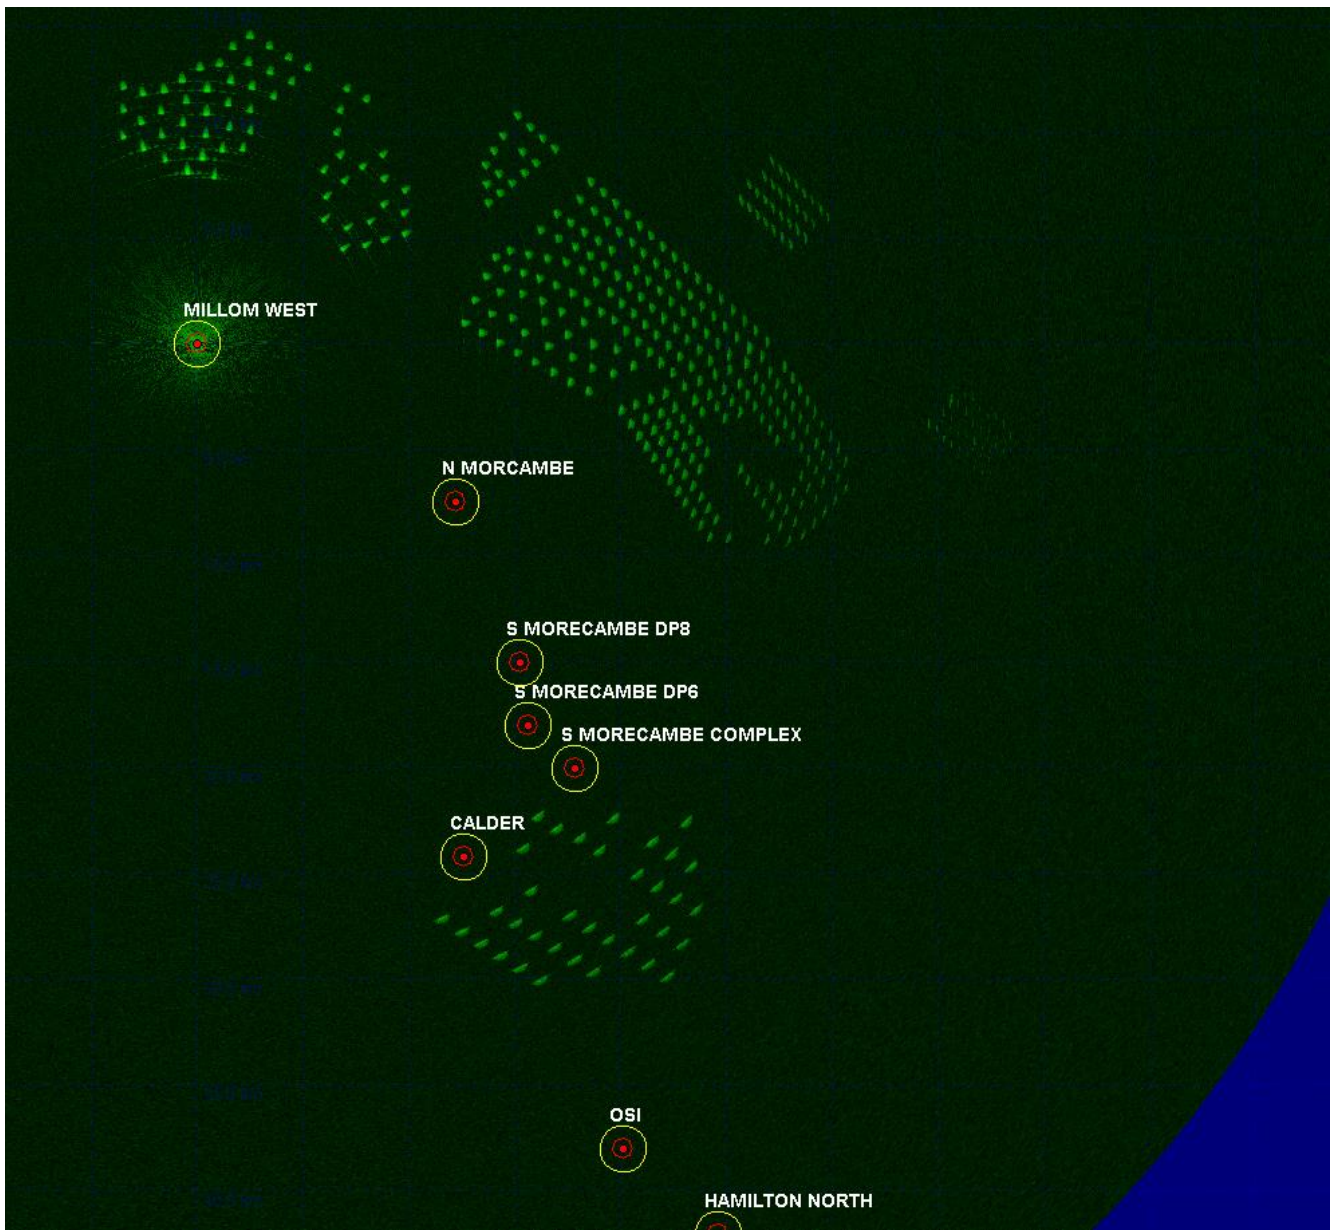 MILLOM WEST
N MORCAMBE
S MORECAMBE DP8
S MORECAMBE DP6
S MORECAMBE COMPLEX
CALDER
OSI
HAMILTON NORTH